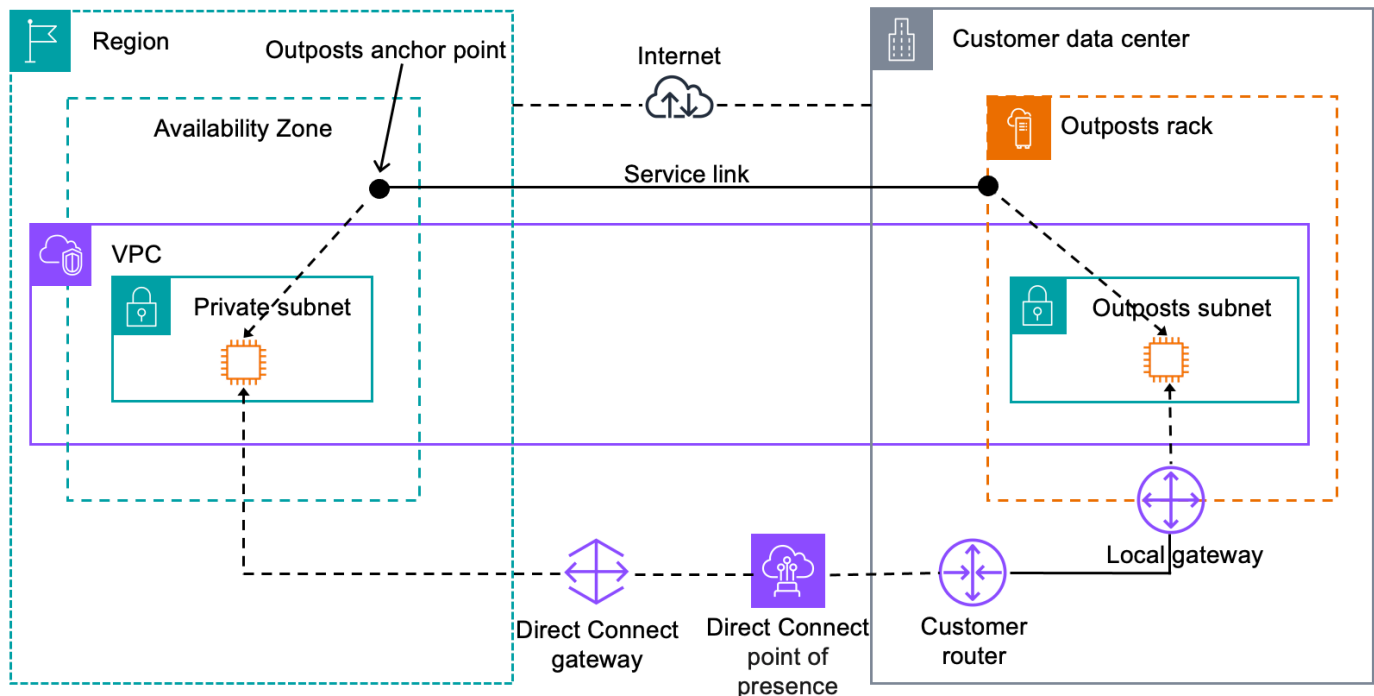 Region
Outposts anchor point
Internet
Customer data center
Availability Zone
Outposts rack
Service link
VPC
Private subnet
Outposts subnet
Local gateway
Direct Connect
gateway
Direct Connect
point of
presence
Customer
router